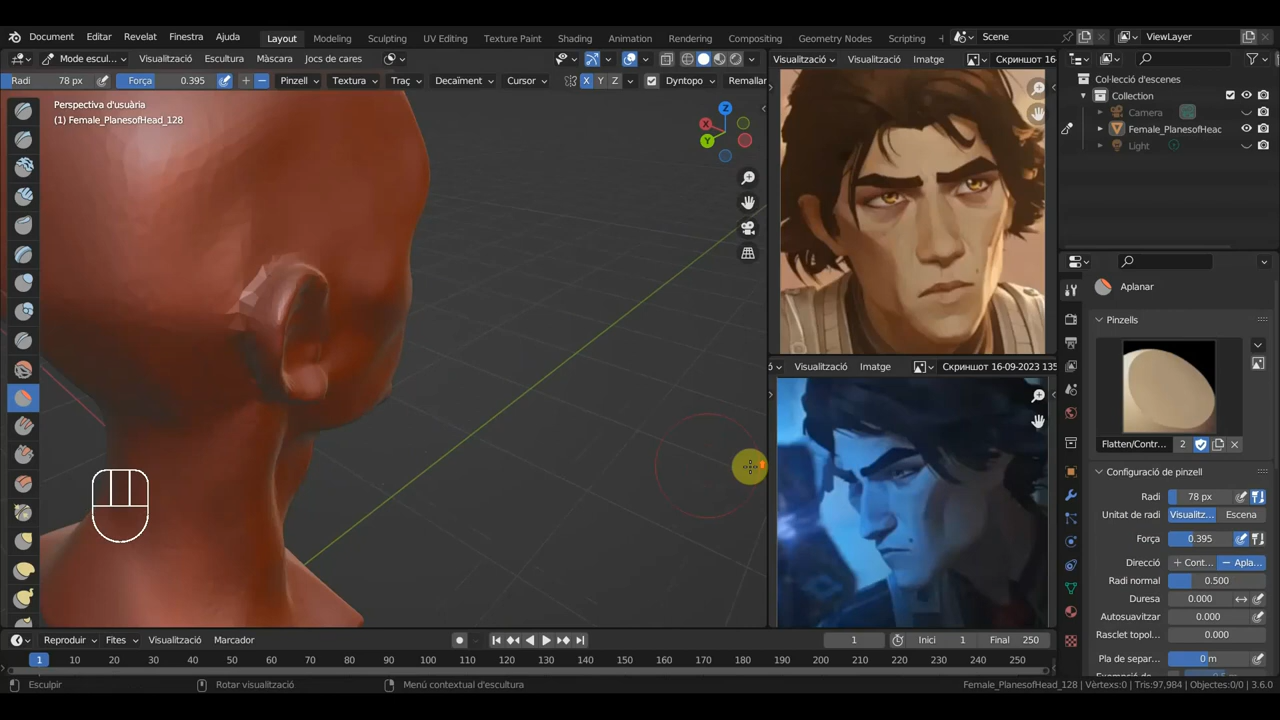 Document Editar Revelat Finestra Ajuda Layout Modeling Sculpting UV Editing Texture Paint Shading Animation Rendering Compositing Geometry Nodes Scripting Scene ViewLayer
Mode escul... Visualització Escultura Màscara Jocs de cares
Radi 78 px Força 0.395 Pinzell Textura Traç Decaïment Cursor X Y Z Dyntopo Remallar
Perspectiva d'usuària
(1) Female_PlanesofHead_128
Z
X
Y
Visualització Visualització Imatge Скриншот 16
ó Visualització Imatge Скриншот 16-09-2023 135
Col·lecció d'escenes
Collection
Camera
Female_PlanesofHeac
Light
Aplanar
Pinzells
Flatten/Contr... 2
Configuració de pinzell
Radi 78 px
Unitat de radi Visualitz... Escena
Força 0.395
Direcció + Cont... − Apla...
Radi normal 0.500
Duresa 0.000
Autosuavitzar 0.000
Rasclet topol... 0.000
Pla de separ... 0 m
Reproduir Fites Visualització Marcador 1 Inici 1 Final 250
1 10 20 30 40 50 60 70 80 90 100 110 120 130 140 150 160 170 180 190 200 210 220 230 240 250
Esculpir Rotar visualització Menú contextual d'escultura Female_PlanesofHead_128 | Vèrtexs:0 | Tris:97,984 | Objectes:0/0 | 3.6.0